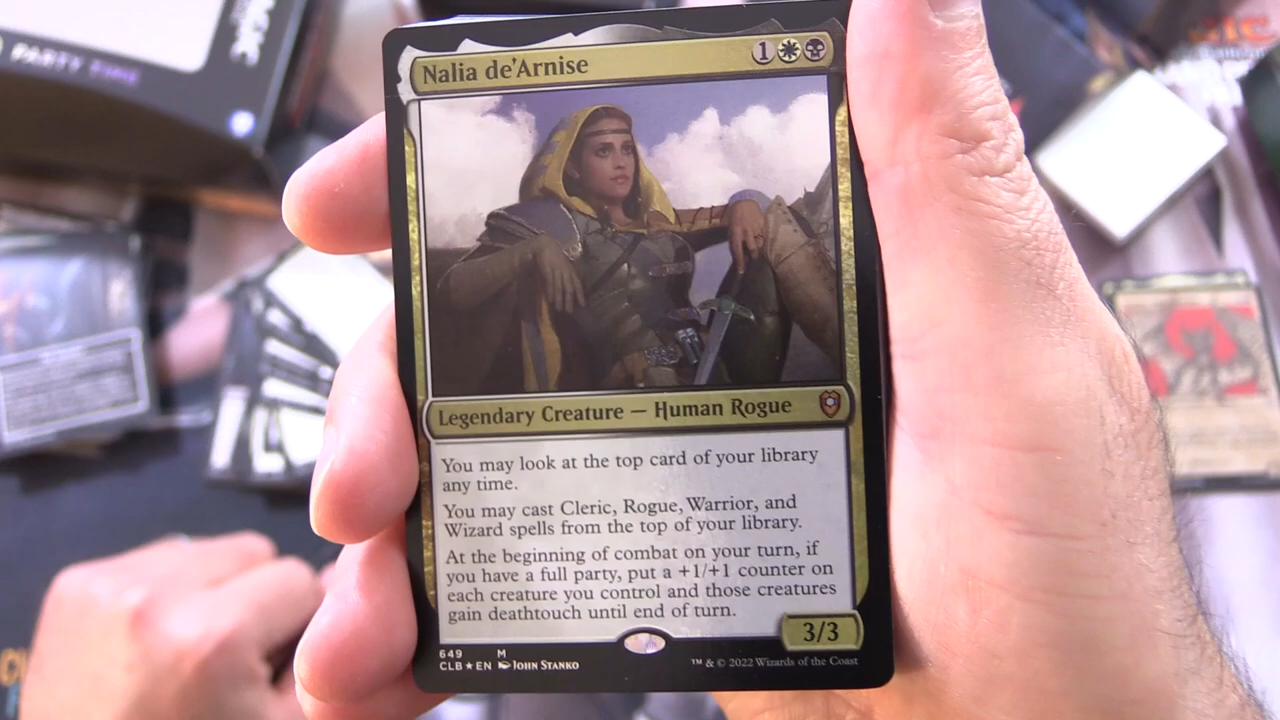 PARTY TIME
MAGIC
Nalia de'Arnise
1
Legendary Creature — Human Rogue
You may look at the top card of your library
any time.
You may cast Cleric, Rogue, Warrior, and
Wizard spells from the top of your library.
At the beginning of combat on your turn, if
you have a full party, put a +1/+1 counter on
each creature you control and those creatures
gain deathtouch until end of turn.
3/3
649 M
CLB★EN John Stanko
™ & © 2022 Wizards of the Coast